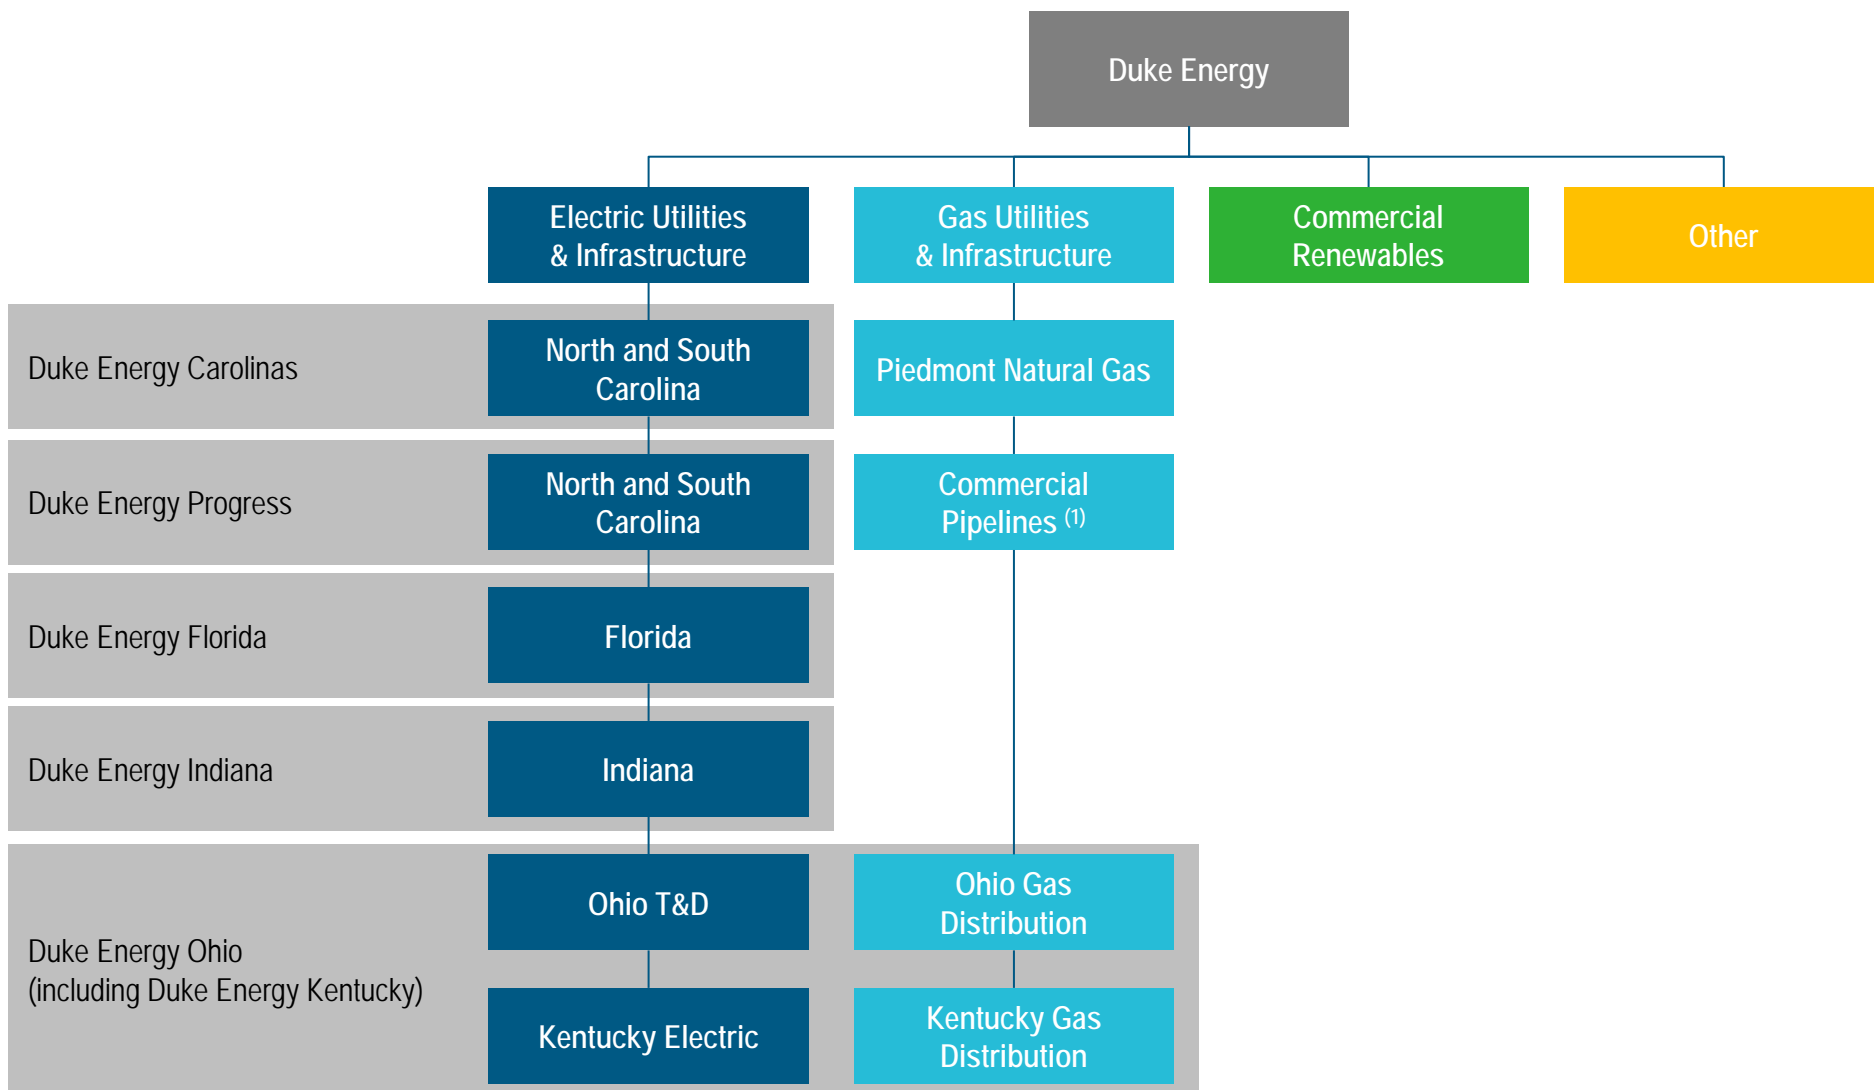 Duke Energy
Electric Utilities
& Infrastructure
Gas Utilities
& Infrastructure
Commercial
Renewables
Other
Duke Energy Carolinas
North and South
Carolina
Piedmont Natural Gas
Duke Energy Progress
North and South
Carolina
Commercial
Pipelines (1)
Duke Energy Florida
Florida
Duke Energy Indiana
Indiana
Duke Energy Ohio
(including Duke Energy Kentucky)
Ohio T&D
Ohio Gas
Distribution
Kentucky Electric
Kentucky Gas
Distribution